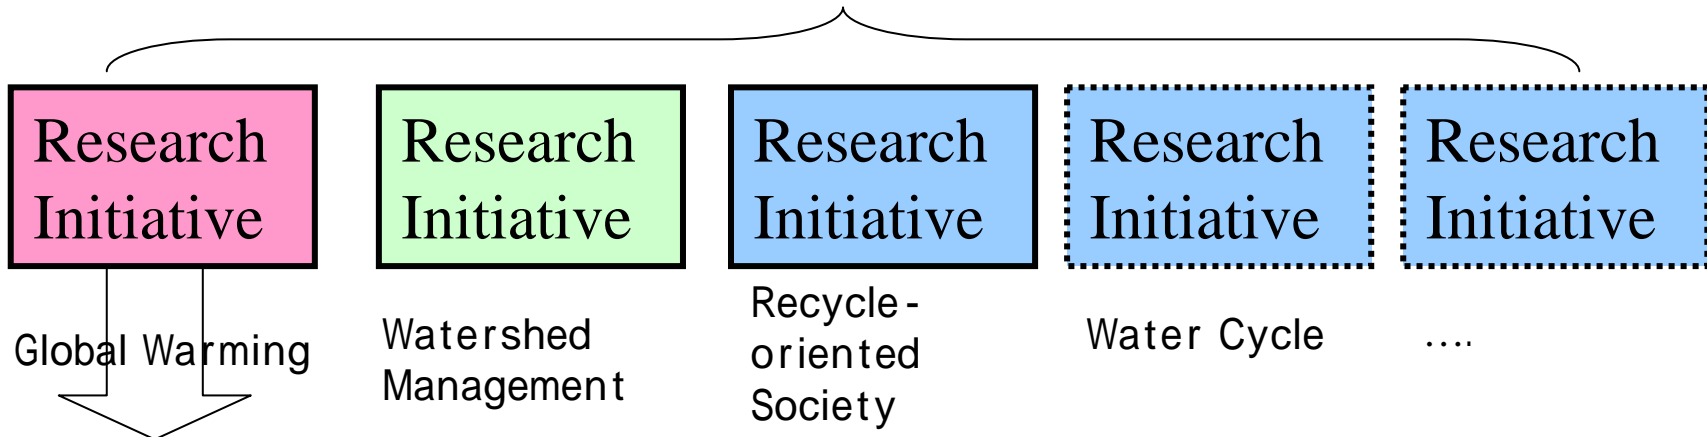 Research
Initiative
Research
Initiative
Research
Initiative
Research
Initiative
Research
Initiative
Global Warming
Watershed
Management
Recycle-
oriented
Society
Water Cycle
....